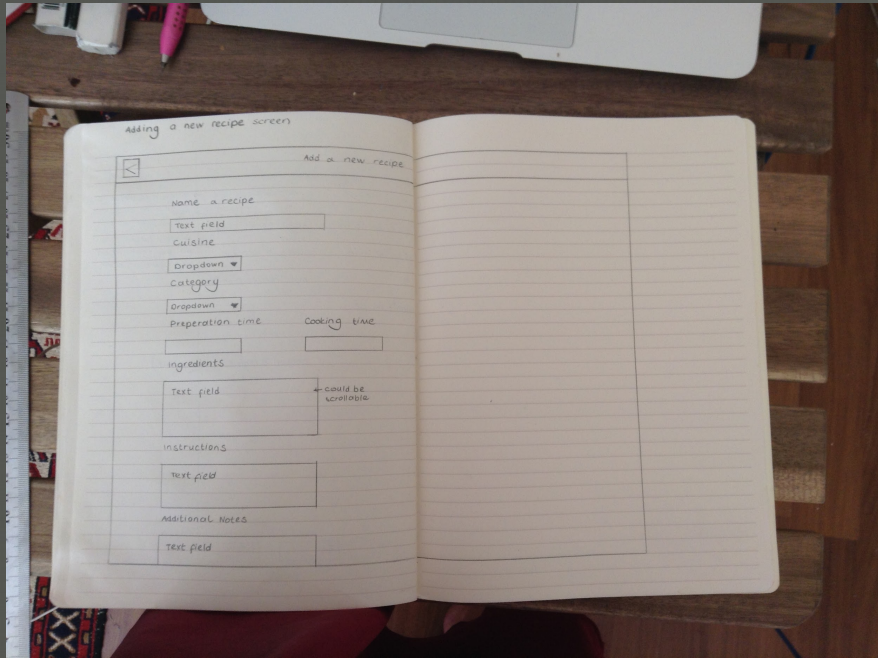 Adding a new recipe screen
< Add a new recipe
Name a recipe
Text field
Cuisine
Dropdown
Category
Dropdown
Preperation time Cooking time
Ingredients
Text field
← could be
scrollable
Instructions
Text field
Additional Notes
Text field